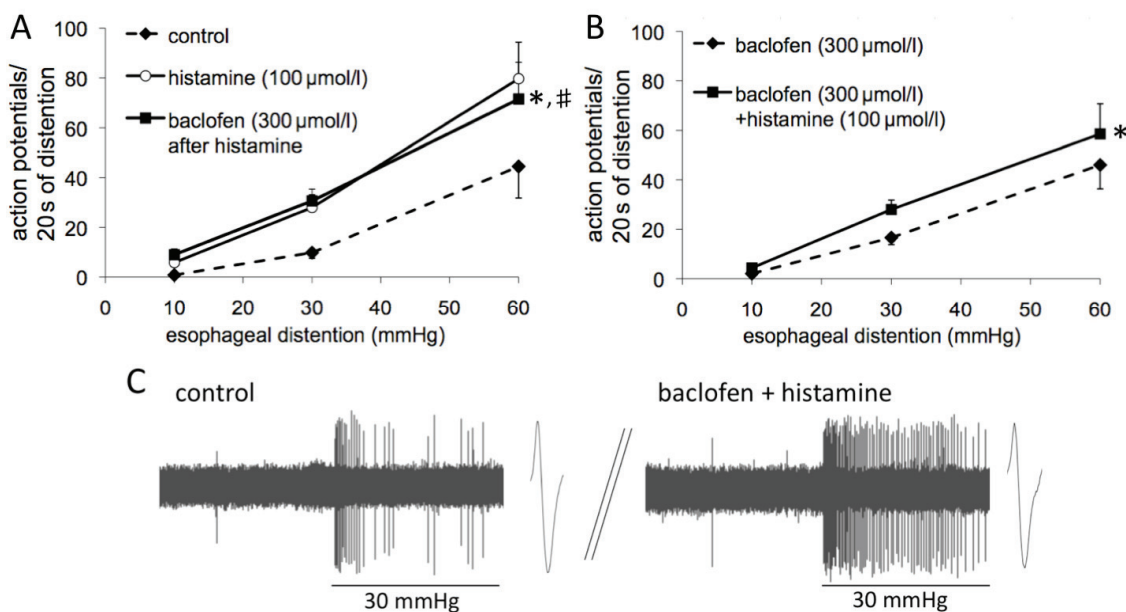 A
action potentials/
20 s of distention
100
80
60
40
20
0
control
histamine (100 µmol/l)
baclofen (300 µmol/l)
after histamine
*, #
0 10 20 30 40 50 60
esophageal distention (mmHg)
B
action potentials/
20 s of distention
100
80
60
40
20
0
baclofen (300 µmol/l)
baclofen (300 µmol/l)
+histamine (100 µmol/l)
*
0 10 20 30 40 50 60
esophageal distention (mmHg)
C
control
baclofen + histamine
30 mmHg
30 mmHg